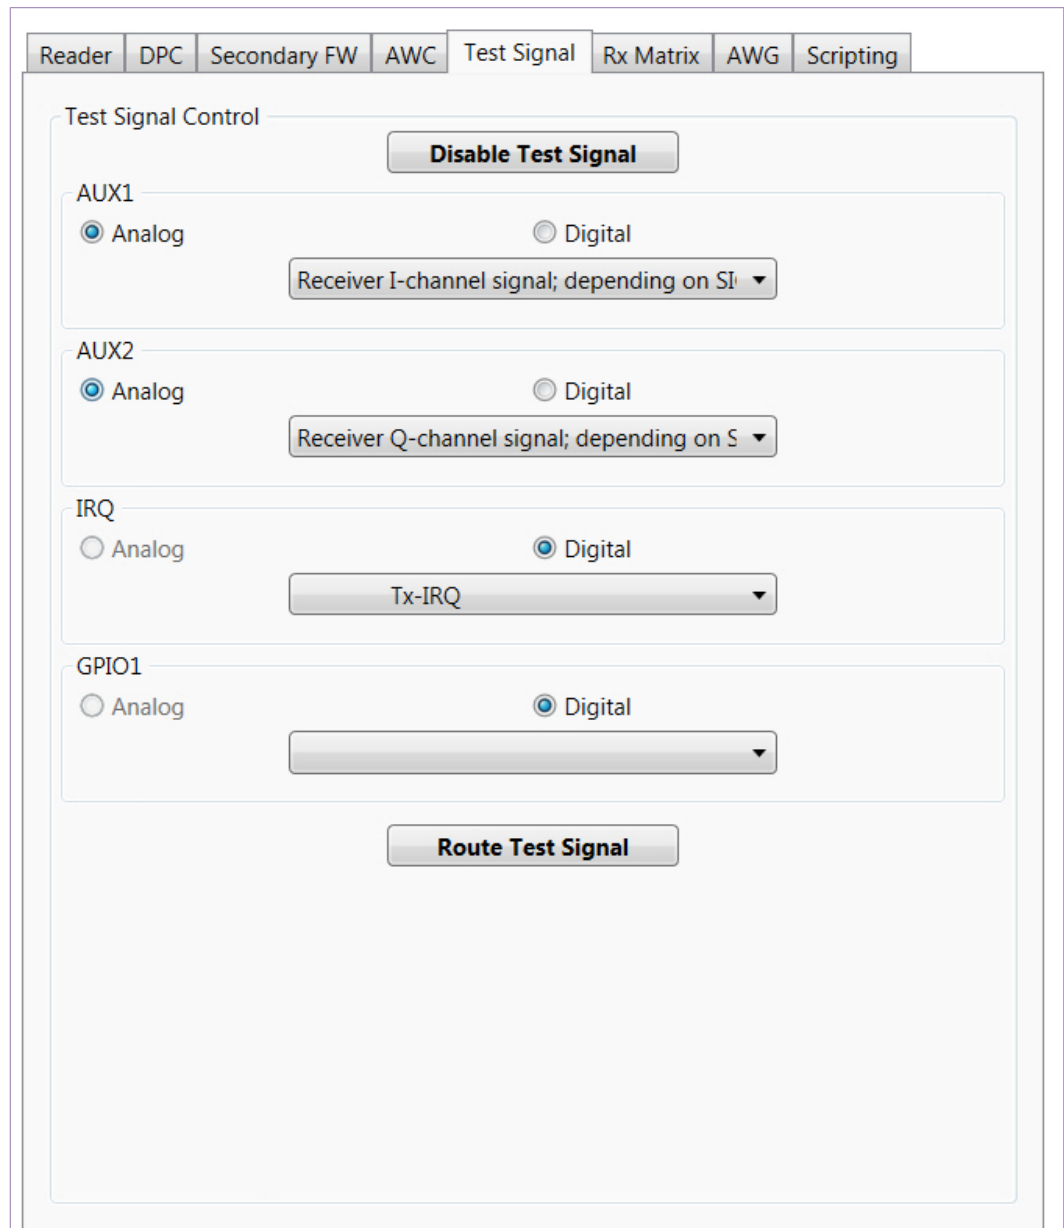 Reader DPC Secondary FW AWC Test Signal Rx Matrix AWG Scripting
Test Signal Control
Disable Test Signal
AUX1
Analog Digital
Receiver I-channel signal; depending on
AUX2
Analog Digital
Receiver Q-channel signal; depending on
IRQ
Analog Digital
Tx-IRQ
GPIO1
Analog Digital
Route Test Signal